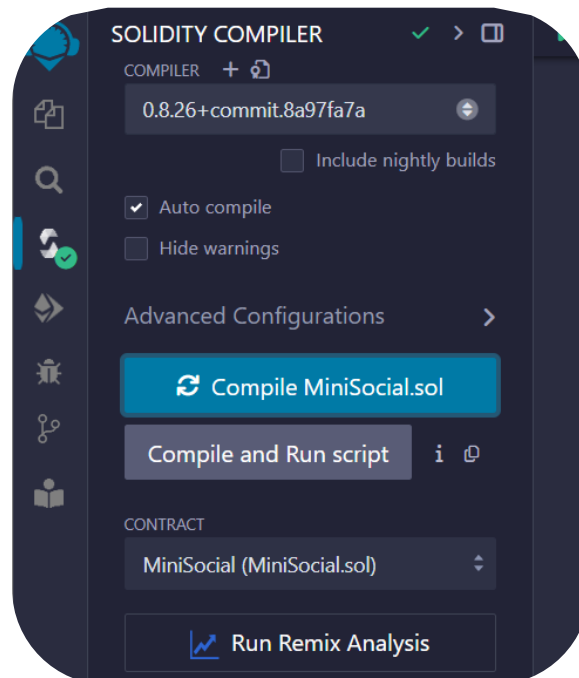 SOLIDITY COMPILER
COMPILER
0.8.26+commit.8a97fa7a
Include nightly builds
Auto compile
Hide warnings
Advanced Configurations
Compile MiniSocial.sol
Compile and Run script
i
CONTRACT
MiniSocial (MiniSocial.sol)
Run Remix Analysis